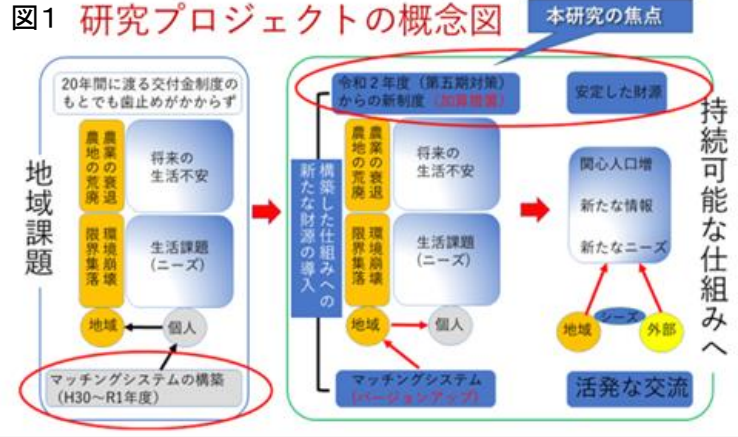 図1 研究プロジェクトの概念図
本研究の焦点
地域課題
20年間に渡る交付金制度の
もとでも歯止めがかからず
農業の衰退
農地の荒廃
将来の
生活不安
環境崩壊
限界集落
生活課題
(ニーズ)
地域
個人
マッチングシステムの構築
(H30～R1年度)
構築した仕組みへの
新たな財源の導入
令和２年度（第五期対策）
からの新制度（加算措置）
農業の衰退
農地の荒廃
将来の
生活不安
環境崩壊
限界集落
生活課題
(ニーズ)
地域
個人
マッチングシステム
(バージョンアップ)
安定した財源
関心人口増
新たな情報
新たなニーズ
地域
シーズ
外部
活発な交流
持続可能な仕組みへ